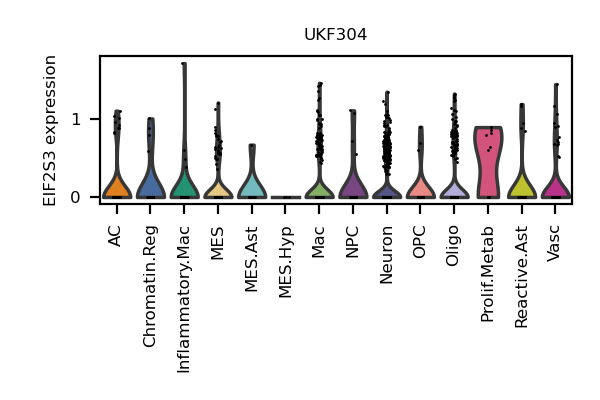 UKF304
EIF2S3 expression
1
0
AC
Chromatin.Reg
Inflammatory.Mac
MES
MES.Ast
MES.Hyp
Mac
NPC
Neuron
OPC
Oligo
Prolif.Metab
Reactive.Ast
Vasc